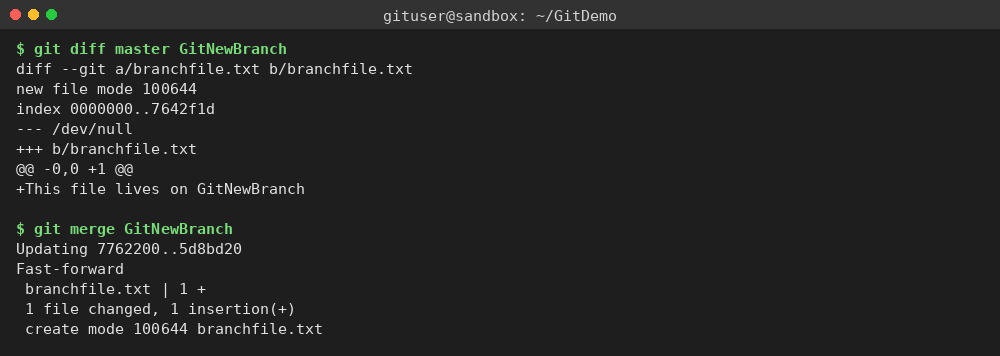 gituser@sandbox: ~/GitDemo
$ git diff master GitNewBranch
diff --git a/branchfile.txt b/branchfile.txt
new file mode 100644
index 0000000..7642f1d
--- /dev/null
+++ b/branchfile.txt
@@ -0,0 +1 @@
+This file lives on GitNewBranch

$ git merge GitNewBranch
Updating 7762200..5d8bd20
Fast-forward
 branchfile.txt | 1 +
 1 file changed, 1 insertion(+)
 create mode 100644 branchfile.txt